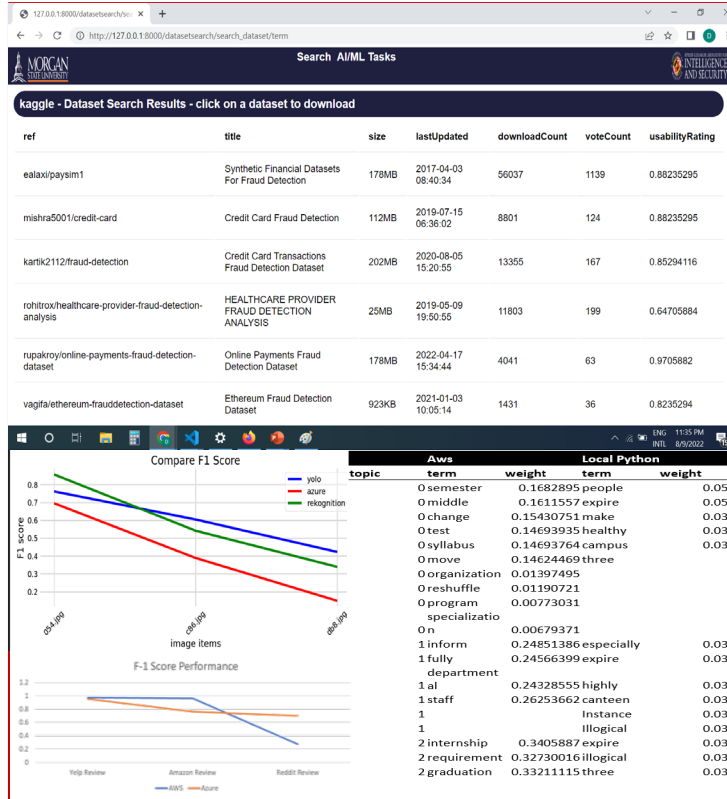 127.0.0.1:8000/datasetsearch/sea
http://127.0.0.1:8000/datasetsearch/search_dataset/term
MORGAN
STATE UNIVERSITY
Search AI/ML Tasks
INTELLIGENCE
AND SECURITY
kaggle - Dataset Search Results - click on a dataset to download
ref title size lastUpdated downloadCount voteCount usabilityRating
ealaxi/paysim1 Synthetic Financial Datasets For Fraud Detection 178MB 2017-04-03 08:40:34 56037 1139 0.88235295
mishra5001/credit-card Credit Card Fraud Detection 112MB 2019-07-15 06:36:02 8801 124 0.88235295
kartik2112/fraud-detection Credit Card Transactions Fraud Detection Dataset 202MB 2020-08-05 15:20:55 13355 167 0.85294116
rohitrox/healthcare-provider-fraud-detection-analysis HEALTHCARE PROVIDER FRAUD DETECTION ANALYSIS 25MB 2019-05-09 19:50:55 11803 199 0.64705884
rupakroy/online-payments-fraud-detection-dataset Online Payments Fraud Detection Dataset 178MB 2022-04-17 15:34:44 4041 63 0.9705882
vagifa/ethereum-frauddetection-dataset Ethereum Fraud Detection Dataset 923KB 2021-01-03 10:05:14 1431 36 0.8235294
ENG 11:35 PM
INTL 8/9/2022
Compare F1 Score
yolo
azure
rekognition
F1 score
0.8
0.7
0.6
0.5
0.4
0.3
0.2
054.jpg c86.jpg db8.jpg
image items
F-1 Score Performance
1.2
1
0.8
0.6
0.4
0.2
0
Yelp Review Amazon Review Reddit Review
AWS Azure
Aws Local Python
topic term weight term weight
0 semester 0.1682895 people 0.05
0 middle 0.1611557 expire 0.05
0 change 0.15430751 make 0.03
0 test 0.14693935 healthy 0.03
0 syllabus 0.14693764 campus 0.03
0 move 0.14624469 three
0 organization 0.01397495
0 reshuffle 0.01190721
0 program 0.00773031
specializatio
0 n 0.00679371
1 inform 0.24851386 especially 0.03
1 fully 0.24566399 expire 0.03
department
1 al 0.24328555 highly 0.03
1 staff 0.26253662 canteen 0.03
1 Instance 0.03
1 Illogical 0.03
2 internship 0.3405887 expire 0.03
2 requirement 0.32730016 illogical 0.03
2 graduation 0.33211115 three 0.03